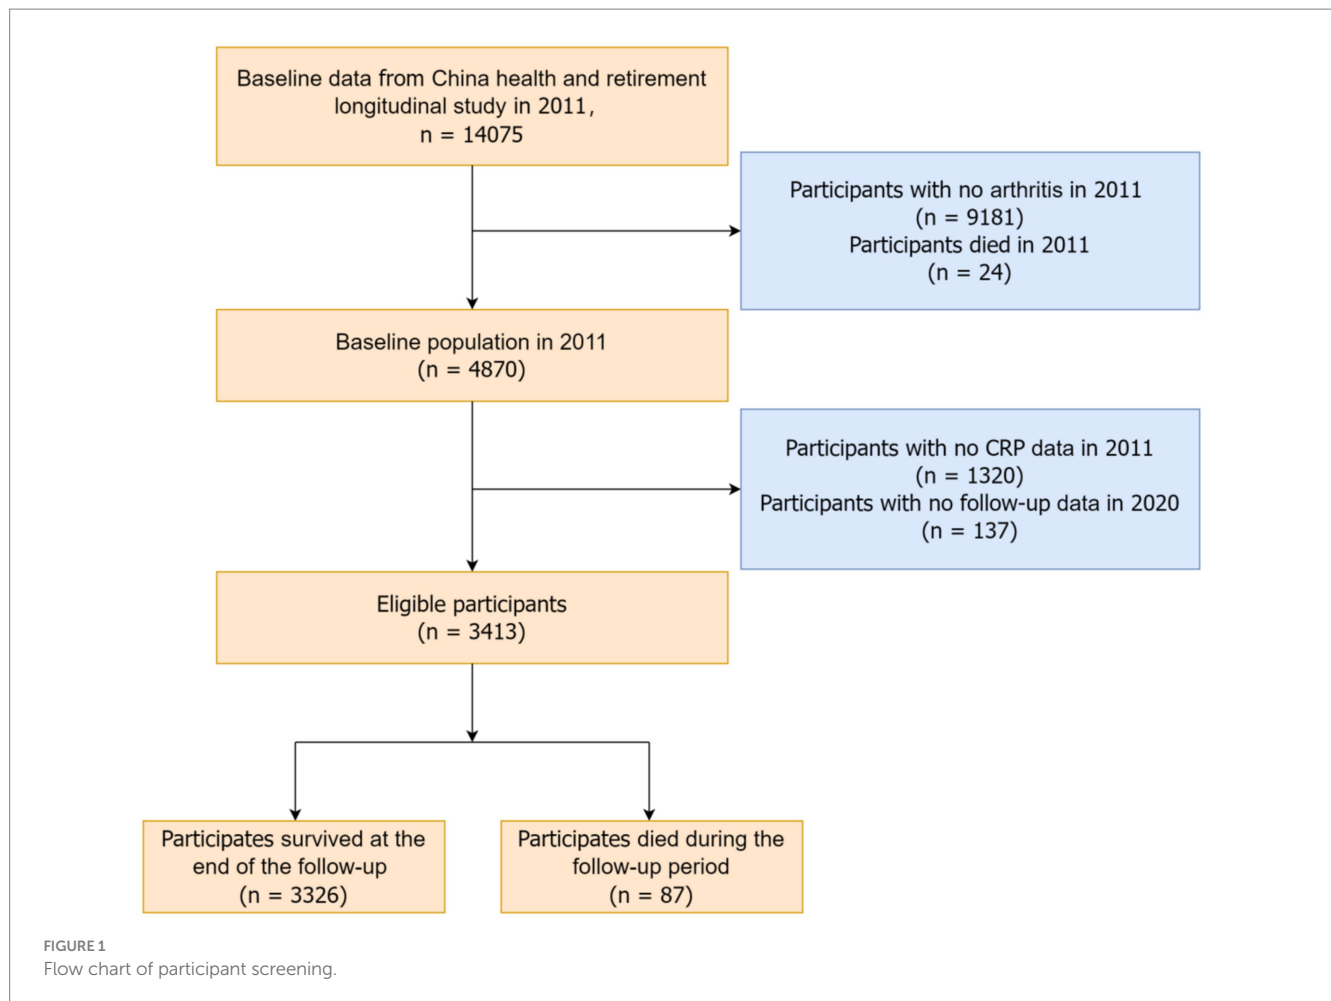 Baseline data from China health and retirement
longitudinal study in 2011,
n = 14075
Participants with no arthritis in 2011
(n = 9181)
Participants died in 2011
(n = 24)
Baseline population in 2011
(n = 4870)
Participants with no CRP data in 2011
(n = 1320)
Participants with no follow-up data in 2020
(n = 137)
Eligible participants
(n = 3413)
Participates survived at the
end of the follow-up
(n = 3326)
Participates died during the
follow-up period
(n = 87)
FIGURE 1
Flow chart of participant screening.